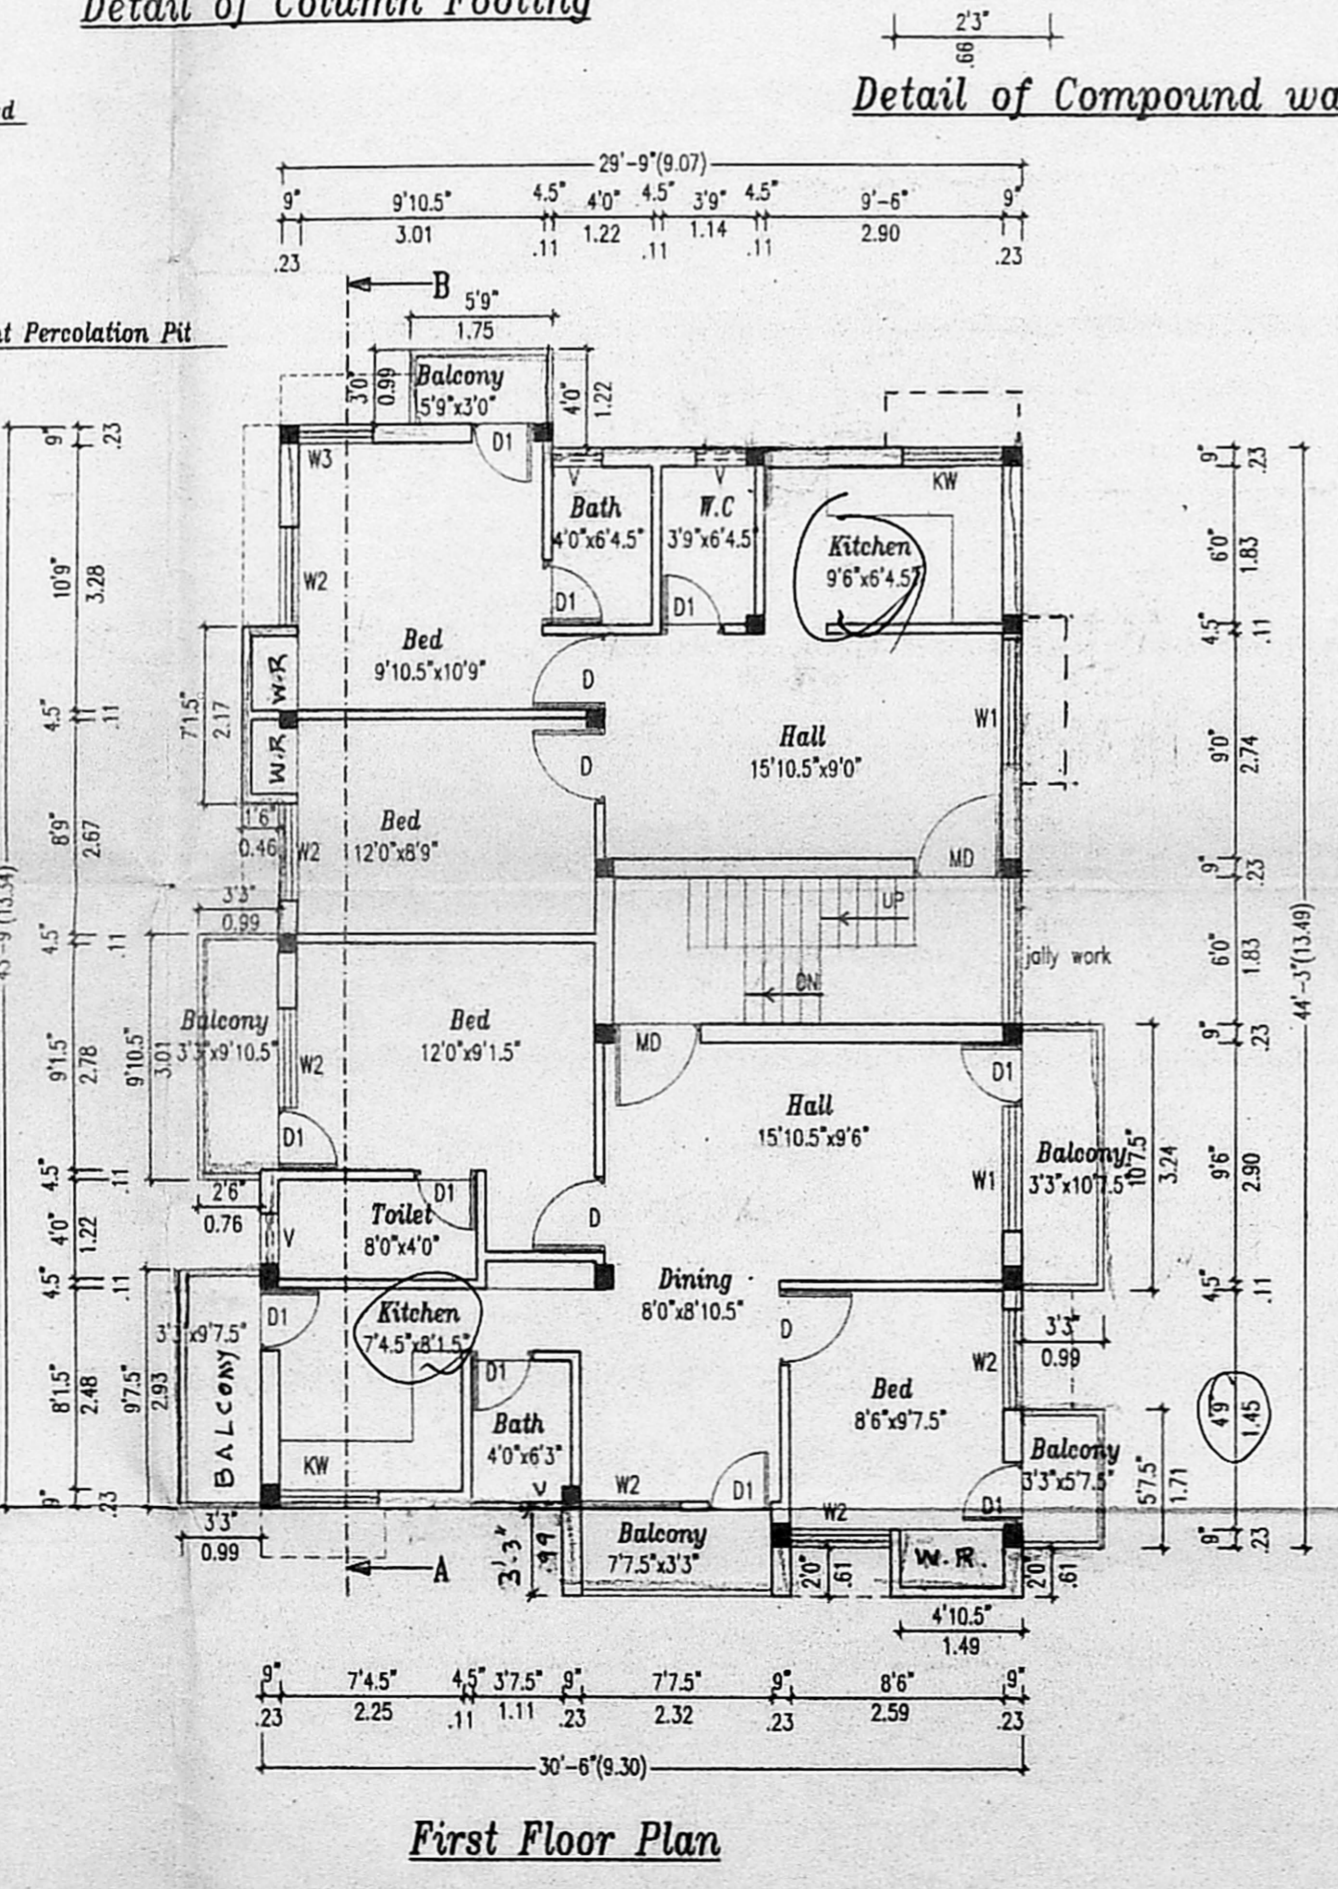 Detail of Column Footing
2'3"
.66
Detail of Compound wa
d
29'-9"(9.07)
9" 9'10.5" 4.5" 4'0" 4.5" 3'9" 4.5" 9'-6" 9"
.23 3.01 .11 1.22 .11 1.14 .11 2.90 .23
B
5'9"
1.75
t Percolation Pit
3'0"
0.99
Balcony
5'9"x3'0"
4'0"
1.22
9"
.23
W3
D1
V
V
KW
9"
.23
Bath
4'0"x6'4.5"
W.C
3'9"x6'4.5"
Kitchen
9'6"x6'4.5"
6'0"
1.83
10'9"
3.28
W2
D1
D1
Bed
9'10.5"x10'9"
4.5"
.11
W.R
D
7'1.5"
2.17
4.5"
.11
W1
Hall
15'10.5"x9'0"
9'0"
2.74
W.R
D
Bed
12'0"x8'9"
8'9"
2.67
1'6"
0.46
W2
MD
9"
.23
3'3"
0.99
UP
4.5"
.11
jally work
6'0"
1.83
44'-3"(13.49)
DN
Balcony
3'3"x9'10.5"
Bed
12'0"x9'1.5"
9'1.5"
2.78
9'10.5"
3.01
W2
MD
9"
.23
D1
Hall
15'10.5"x9'6"
D1
Balcony
3'3"x10'7.5"
10'7.5"
3.24
9'6"
2.90
W1
4.5"
.11
2'6"
0.76
D1
Toilet
8'0"x4'0"
4'0"
1.22
V
D
4.5"
.11
Dining
8'0"x8'10.5"
4.5"
.11
Kitchen
7'4.5"x8'1.5"
D1
3'3"x9'7.5"
BALCONY
D
3'3"
0.99
W2
8'1.5"
2.48
9'7.5"
2.93
D1
Bed
8'6"x9'7.5"
4'9"
1.45
Bath
4'0"x6'3"
KW
V
W2
D1
Balcony
3'3"x5'7.5"
5'7.5"
1.71
D1
9"
.23
W2
9"
.23
3'3"
0.99
3'-3"
.99
Balcony
7'7.5"x3'3"
2'0"
.61
W.R.
2'0"
.61
A
4'10.5"
1.49
9" 7'4.5" 4.5" 3'7.5" 9" 7'7.5" 9" 8'6" 9"
.23 2.25 .11 1.11 .23 2.32 .23 2.59 .23
30'-6"(9.30)
First Floor Plan